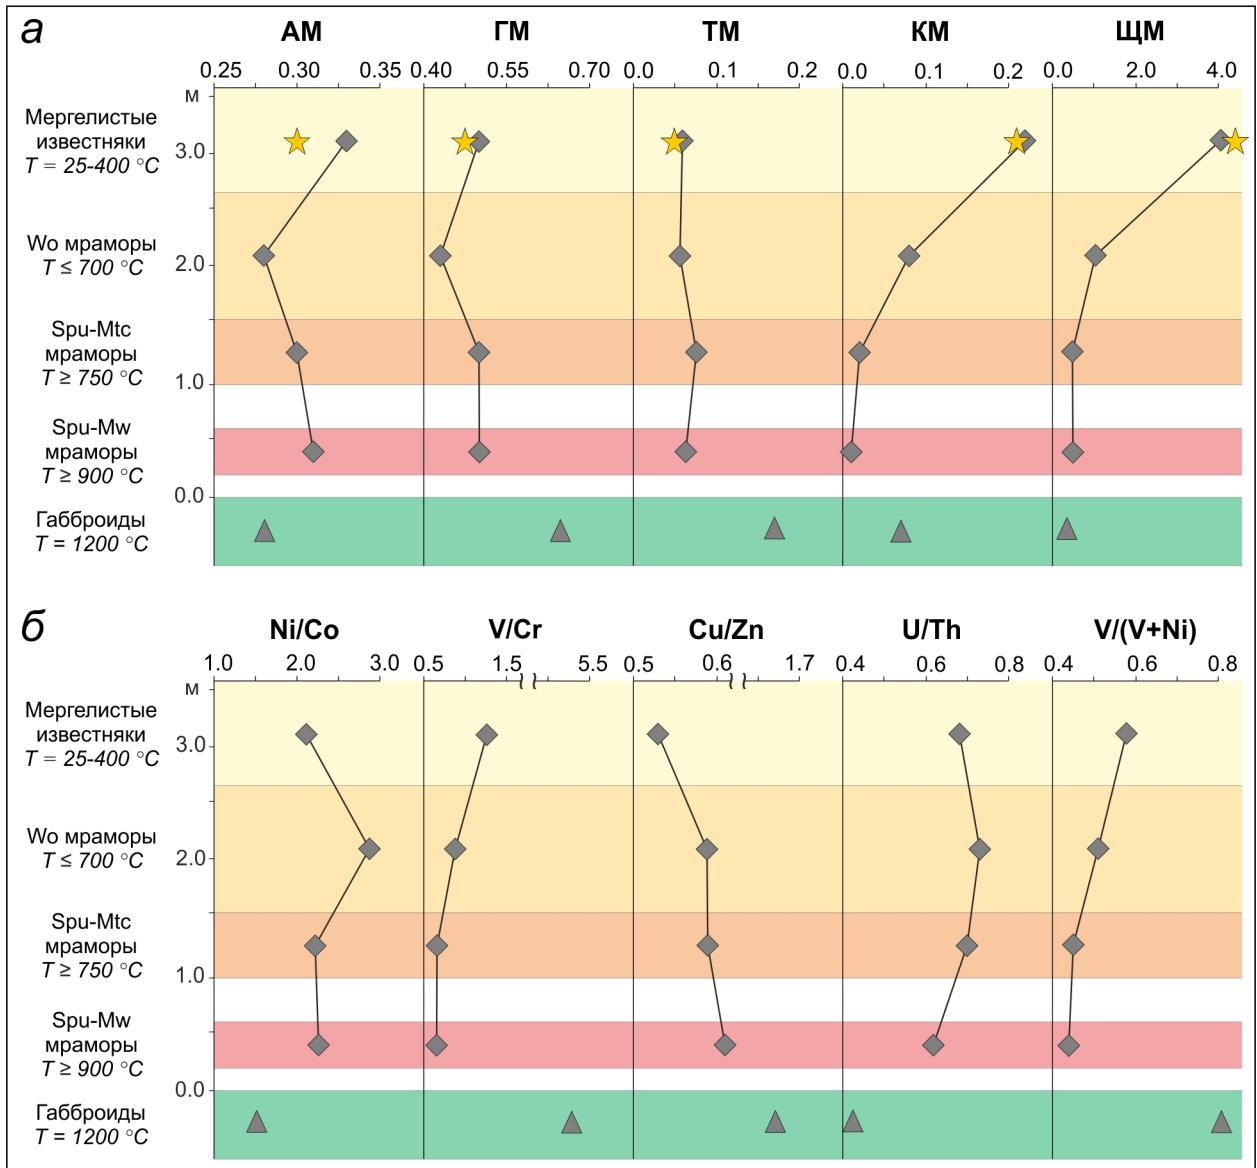 а
АМ ГМ ТМ КМ ЩМ
0.25 0.30 0.35 0.40 0.55 0.70 0.0 0.1 0.2 0.0 0.1 0.2 0.0 2.0 4.0
м
Мергелистые
известняки
T = 25-400 °C
3.0
Wo мраморы
T ≤ 700 °C
2.0
Spu-Mtc
мраморы
T ≥ 750 °C
1.0
Spu-Mw
мраморы
T ≥ 900 °C
0.0
Габброиды
T = 1200 °C
б
Ni/Co V/Cr Cu/Zn U/Th V/(V+Ni)
1.0 2.0 3.0 0.5 1.5 5.5 0.5 0.6 1.7 0.4 0.6 0.8 0.4 0.6 0.8
м
Мергелистые
известняки
T = 25-400 °C
3.0
Wo мраморы
T ≤ 700 °C
2.0
Spu-Mtc
мраморы
T ≥ 750 °C
1.0
Spu-Mw
мраморы
T ≥ 900 °C
0.0
Габброиды
T = 1200 °C